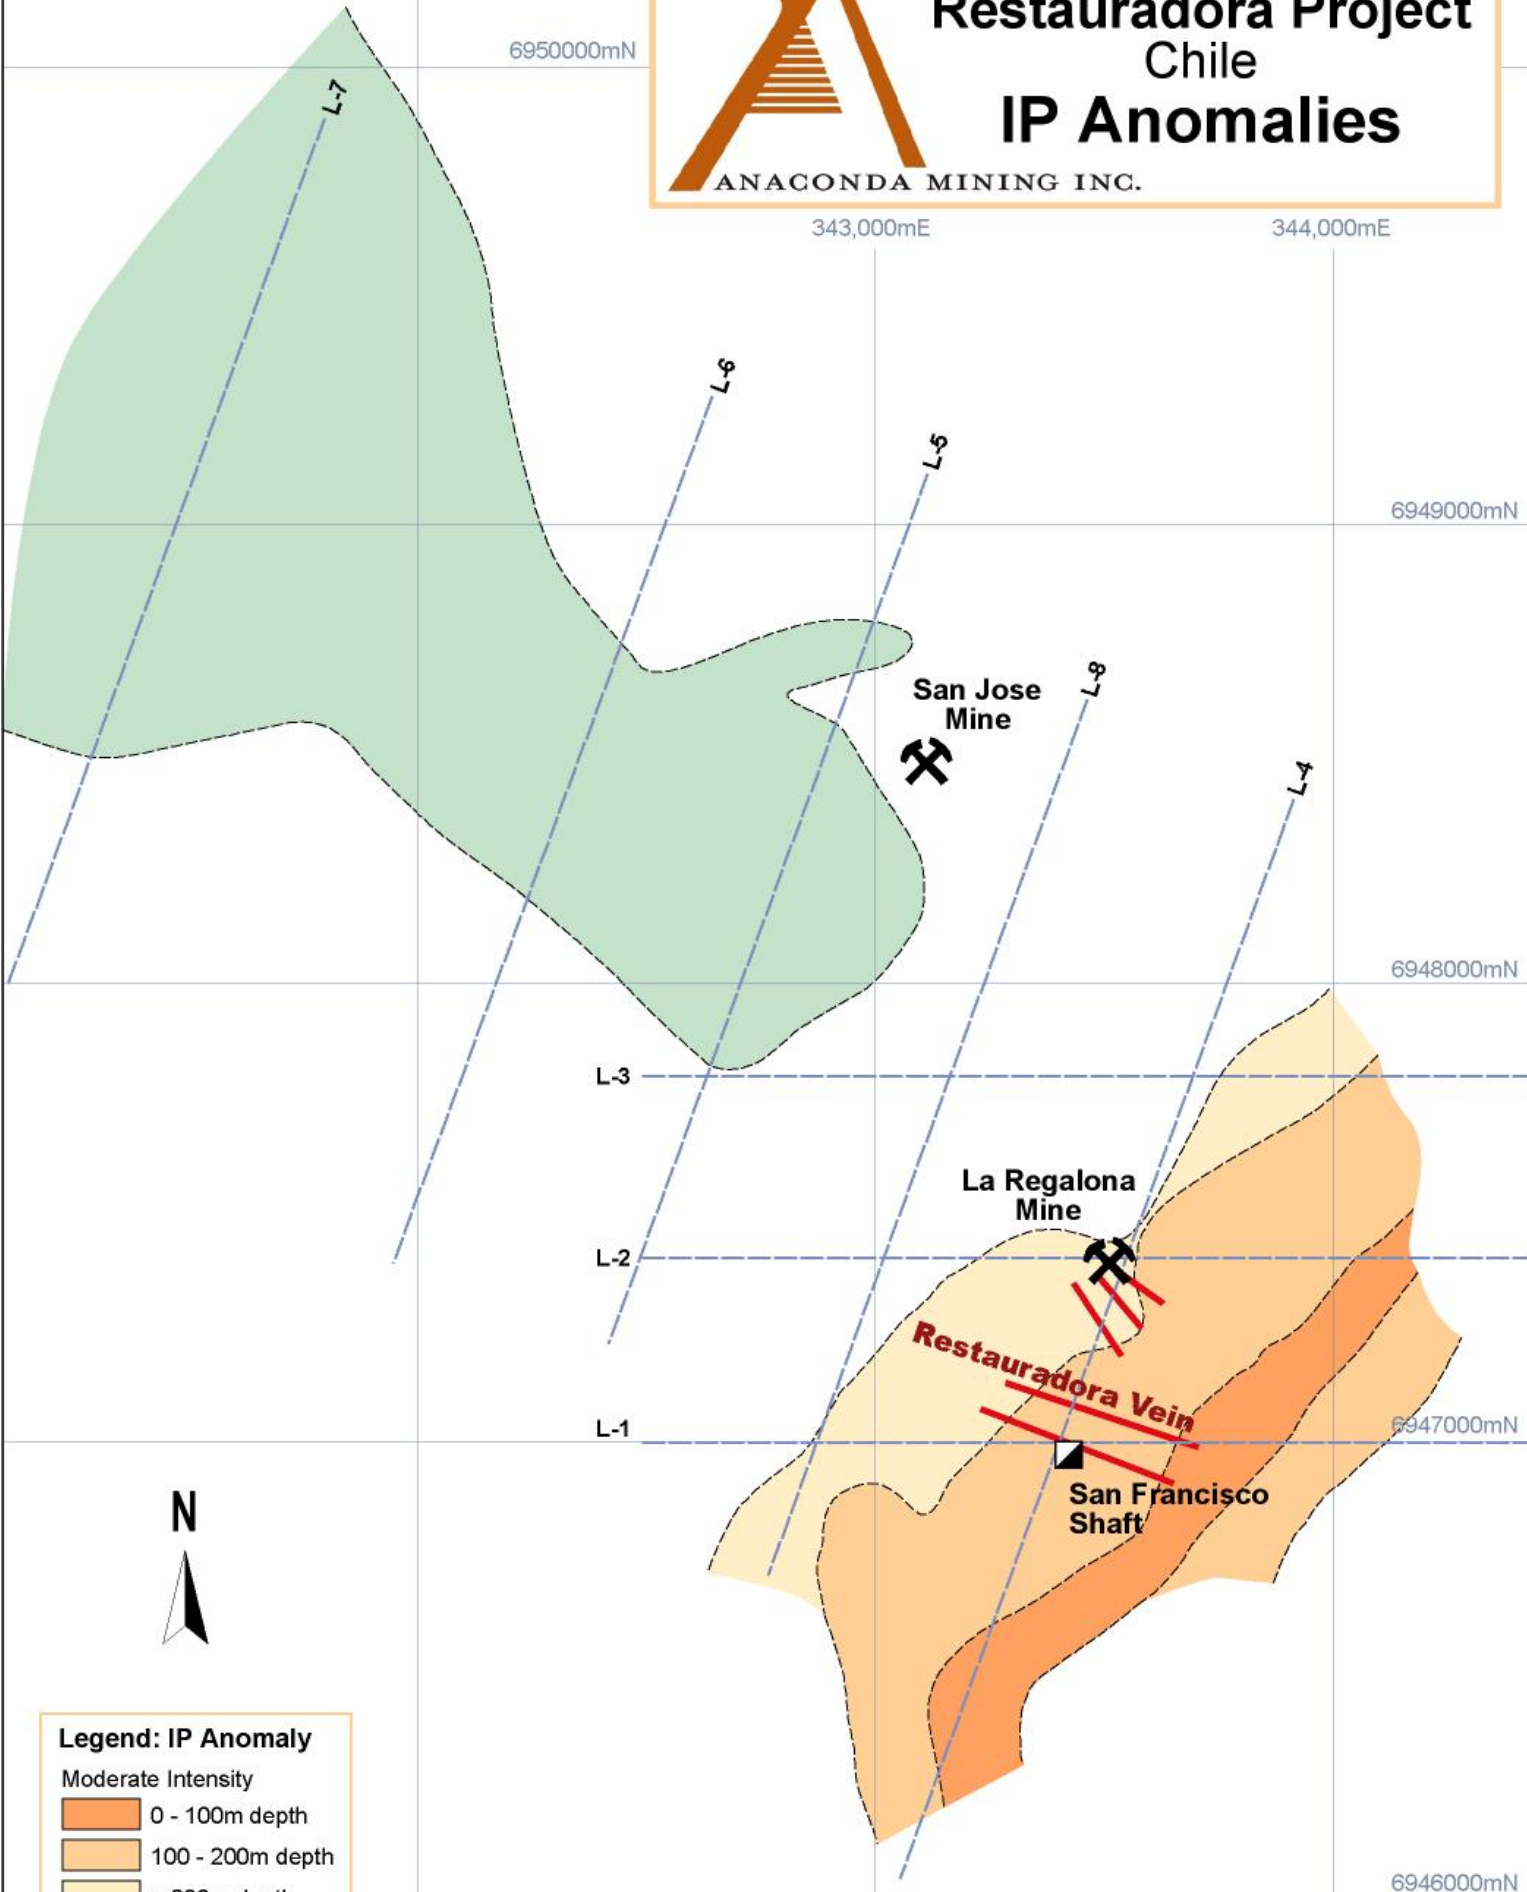 Restauradora Project
Chile
IP Anomalies
ANACONDA MINING INC.
6950000mN
343,000mE
344,000mE
L-7
L-6
L-5
6949000mN
San Jose
Mine
L-8
L-4
6948000mN
L-3
La Regalona
Mine
L-2
Restauradora Vein
L-1
6947000mN
San Francisco
Shaft
N
Legend: IP Anomaly
Moderate Intensity
0 - 100m depth
100 - 200m depth
6946000mN